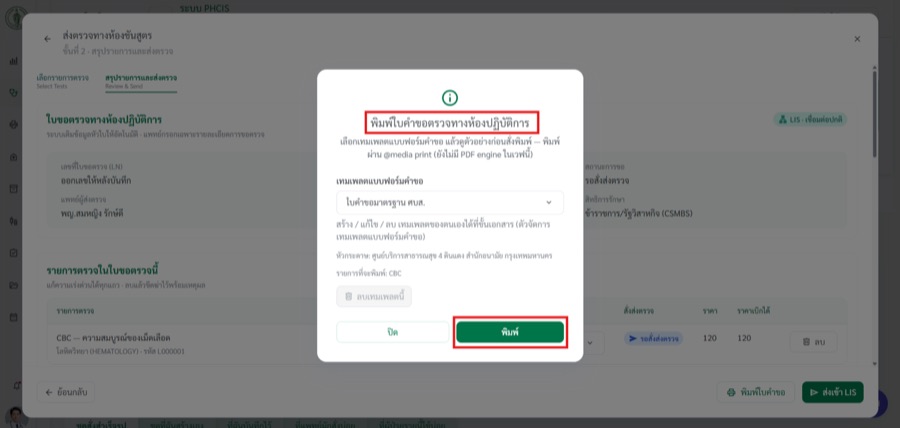 ระบบ PHCIS
ส่งตรวจทางห้องชันสูตร
ขั้นที่ 2 · สรุปรายการและส่งตรวจ
เลือกรายการตรวจ
Select Tests
สรุปรายการและส่งตรวจ
Review & Send
ใบขอตรวจทางห้องปฏิบัติการ
LIS · เชื่อมต่อปกติ
เลขที่ใบขอตรวจ (LN)
ออกเลขให้หลังบันทึก
แพทย์ผู้ส่งตรวจ
พญ.สมหญิง รักษ์ดี
สถานะการขอ
รอสั่งตรวจ
สิทธิการรักษา
ข้าราชการ/รัฐวิสาหกิจ (CSMBS)
พิมพ์ใบคำขอตรวจทางห้องปฏิบัติการ
เลือกเทมเพลตแบบฟอร์มคำขอ แล้วดูตัวอย่างก่อนสั่งพิมพ์ — พิมพ์
ผ่าน @media print (ยังไม่มี PDF engine ในเวฟนี้)
เทมเพลตแบบฟอร์มคำขอ
ใบคำขอมาตรฐาน ศบส.
สร้าง / แก้ไข / ลบ เทมเพลตของตนเองได้ที่ชั้นเอกสาร (ตัวจัดการ
เทมเพลตแบบฟอร์มคำขอ)
หัวกระดาษ: ศูนย์บริการสาธารณสุข 4 ดินแดง สำนักอนามัย กรุงเทพมหานคร
รายการที่จะพิมพ์: CBC
ลบเทมเพลตนี้
ปิด
พิมพ์
รายการตรวจในใบขอตรวจนี้
รายการตรวจ
สั่งส่งตรวจ
ราคา
ราคาเบิกได้
CBC — ความสมบูรณ์ของเม็ดเลือด
โลหิตวิทยา (HEMATOLOGY) · รหัส L000001
รอสั่งส่งตรวจ
120
120
ลบ
ย้อนกลับ
พิมพ์ใบคำขอ
ส่งเข้า LIS